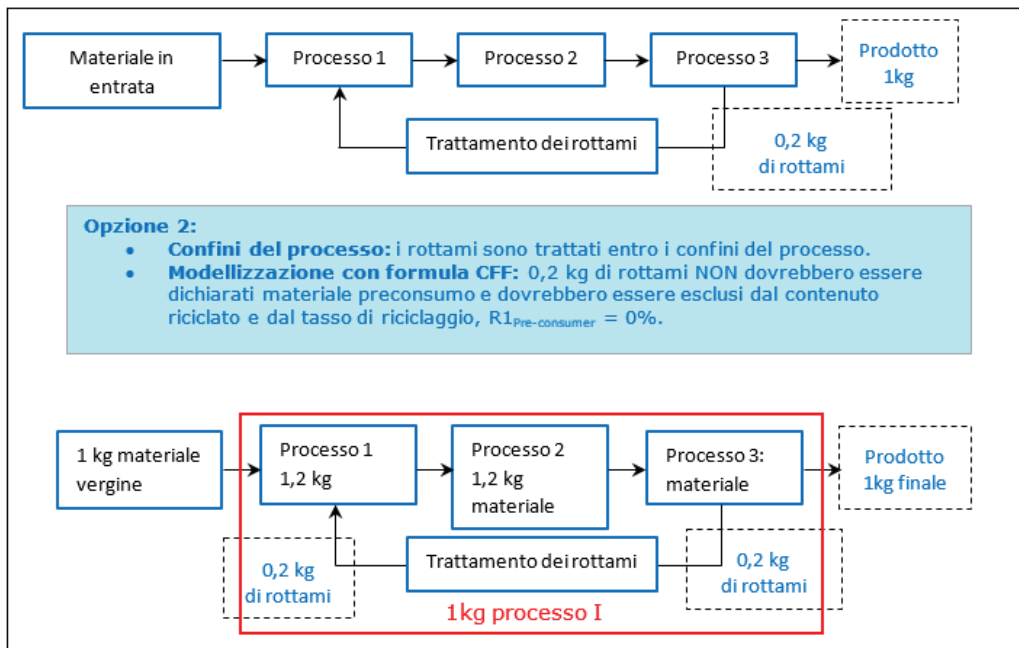 Materiale in
entrata
Processo 1
Processo 2
Processo 3
Prodotto
1kg
Trattamento dei rottami
0,2 kg
di rottami
Opzione 2:
• Confini del processo: i rottami sono trattati entro i confini del processo.
• Modellizzazione con formula CFF: 0,2 kg di rottami NON dovrebbero essere
dichiarati materiale preconsumo e dovrebbero essere esclusi dal contenuto
riciclato e dal tasso di riciclaggio, R1Pre-consumer = 0%.
1 kg materiale
vergine
Processo 1
1,2 kg
Processo 2
1,2 kg
materiale
Processo 3:
materiale
Prodotto
1kg finale
0,2 kg
di rottami
Trattamento dei rottami
0,2 kg
di rottami
1kg processo I